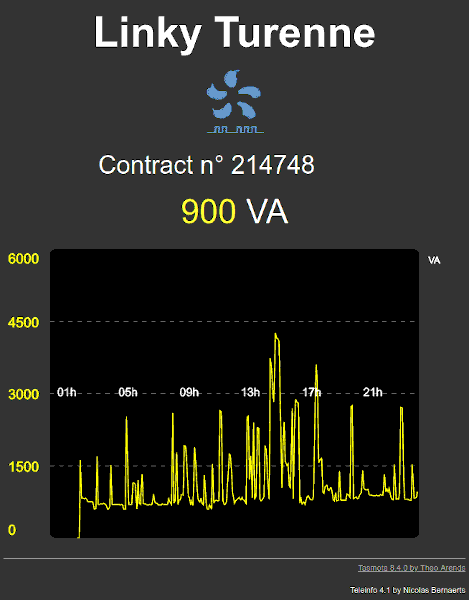 Linky Turenne
Contract n° 214748
900 VA
6000
VA
4500
3000
01h 05h 09h 13h 17h 21h
1500
0
Tasmota 8.4.0 by Theo Arends
Teleinfo 4.1 by Nicolas Bernaerts